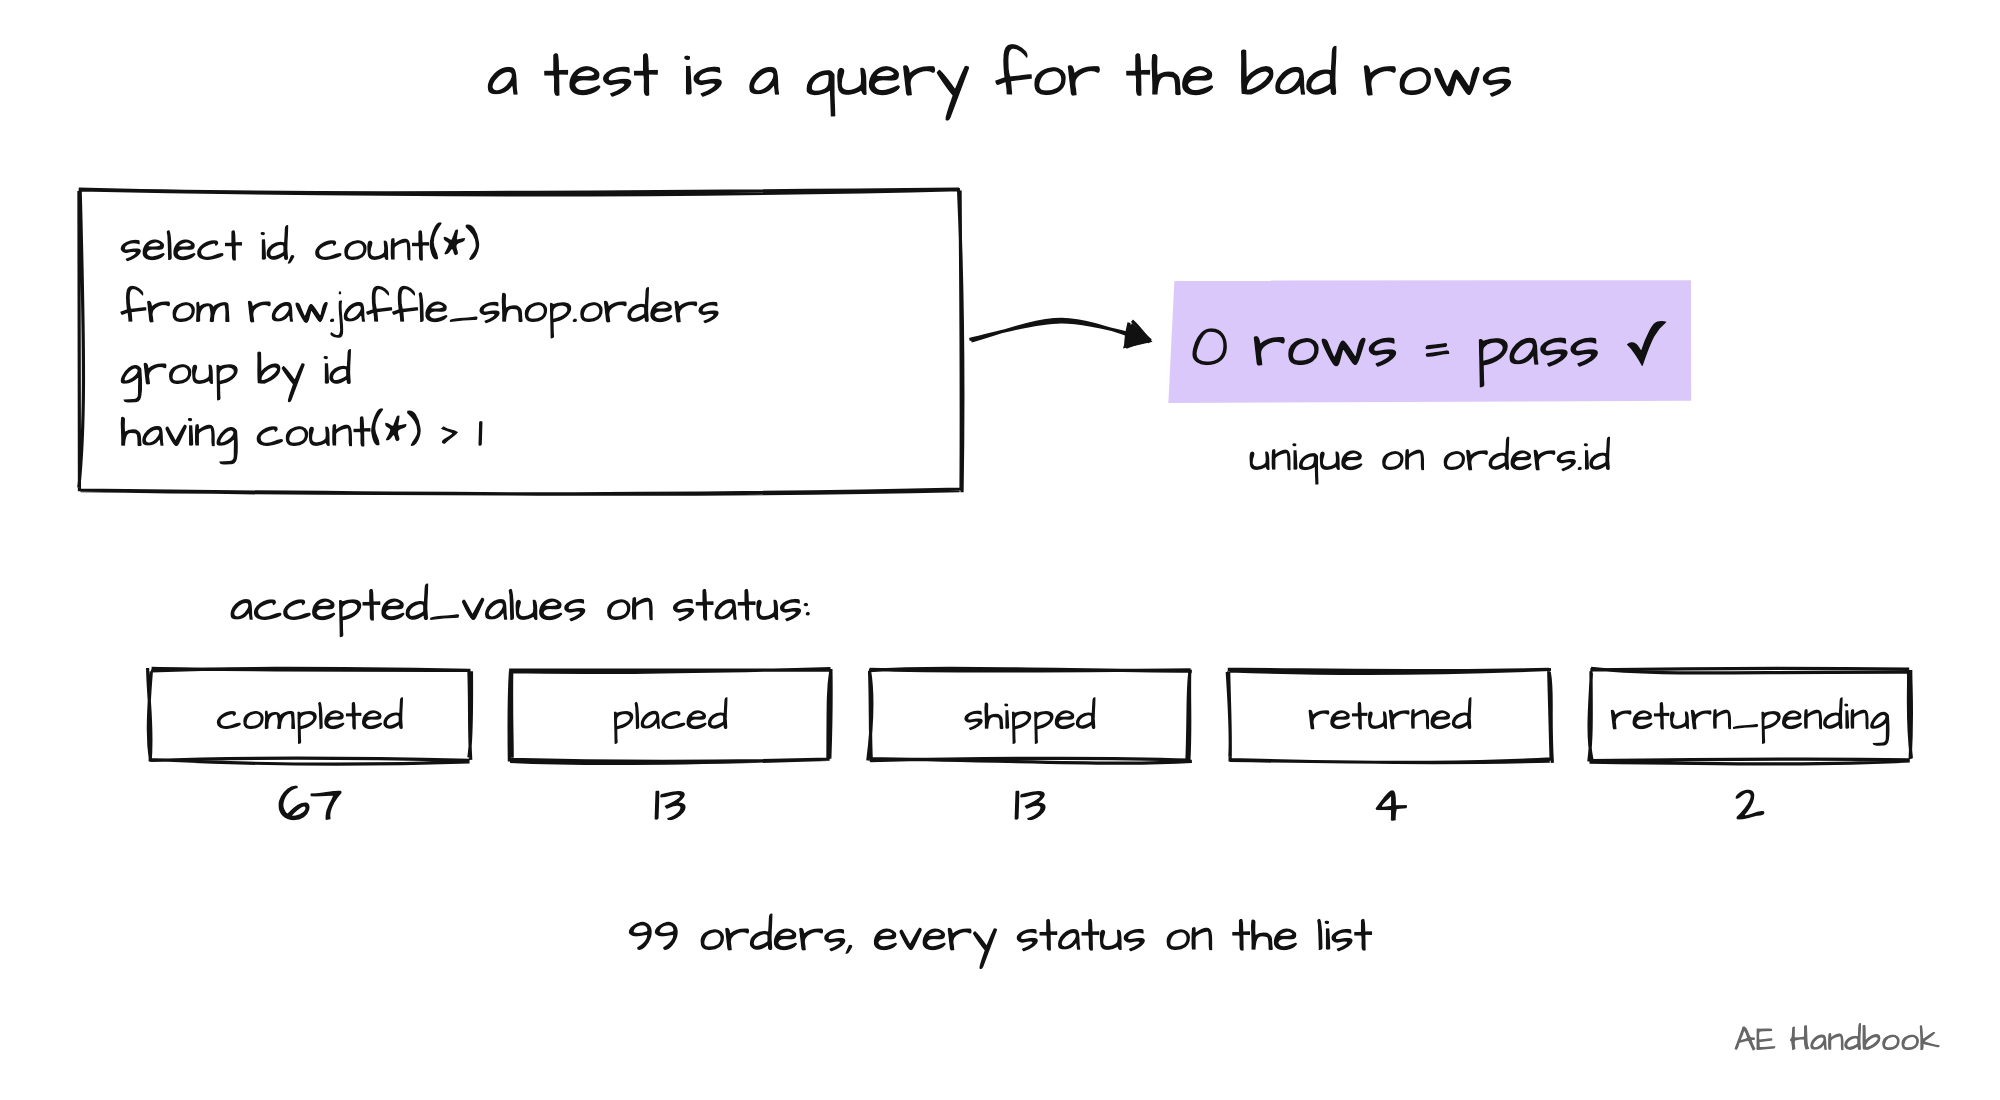 a test is a query for the bad rows
select id, count(*)
from raw.jaffle_shop.orders
group by id
having count(*) > 1
0 rows = pass ✓
unique on orders.id
accepted_values on status:
completed placed shipped returned return_pending
67 13 13 4 2
99 orders, every status on the list
AE Handbook